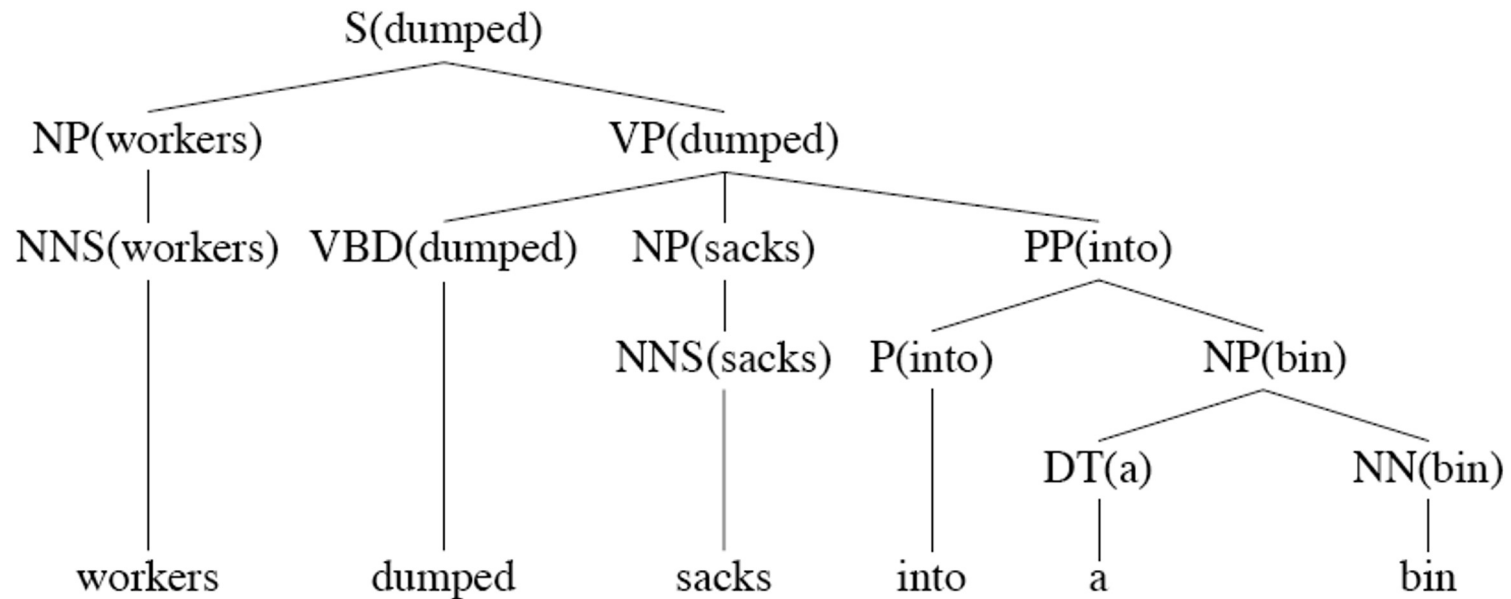 S(dumped)
NP(workers) VP(dumped)
NNS(workers) VBD(dumped) NP(sacks) PP(into)
NNS(sacks) P(into) NP(bin)
DT(a) NN(bin)
workers dumped sacks into a bin